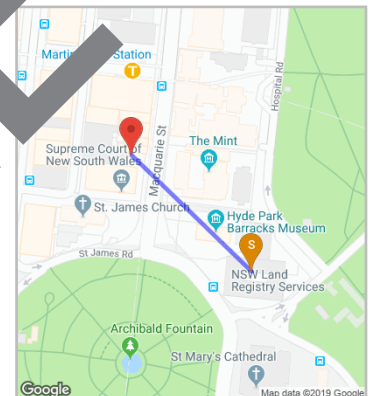 Martin Station
Hospital Rd
Macquarie St
The Mint
Supreme Court of
New South Wales
St. James Church
Hyde Park
Barracks Museum
S
St James Rd
NSW Land
Registry Services
Archibald Fountain
St Mary's Cathedral
Google
Map data ©2019 Google